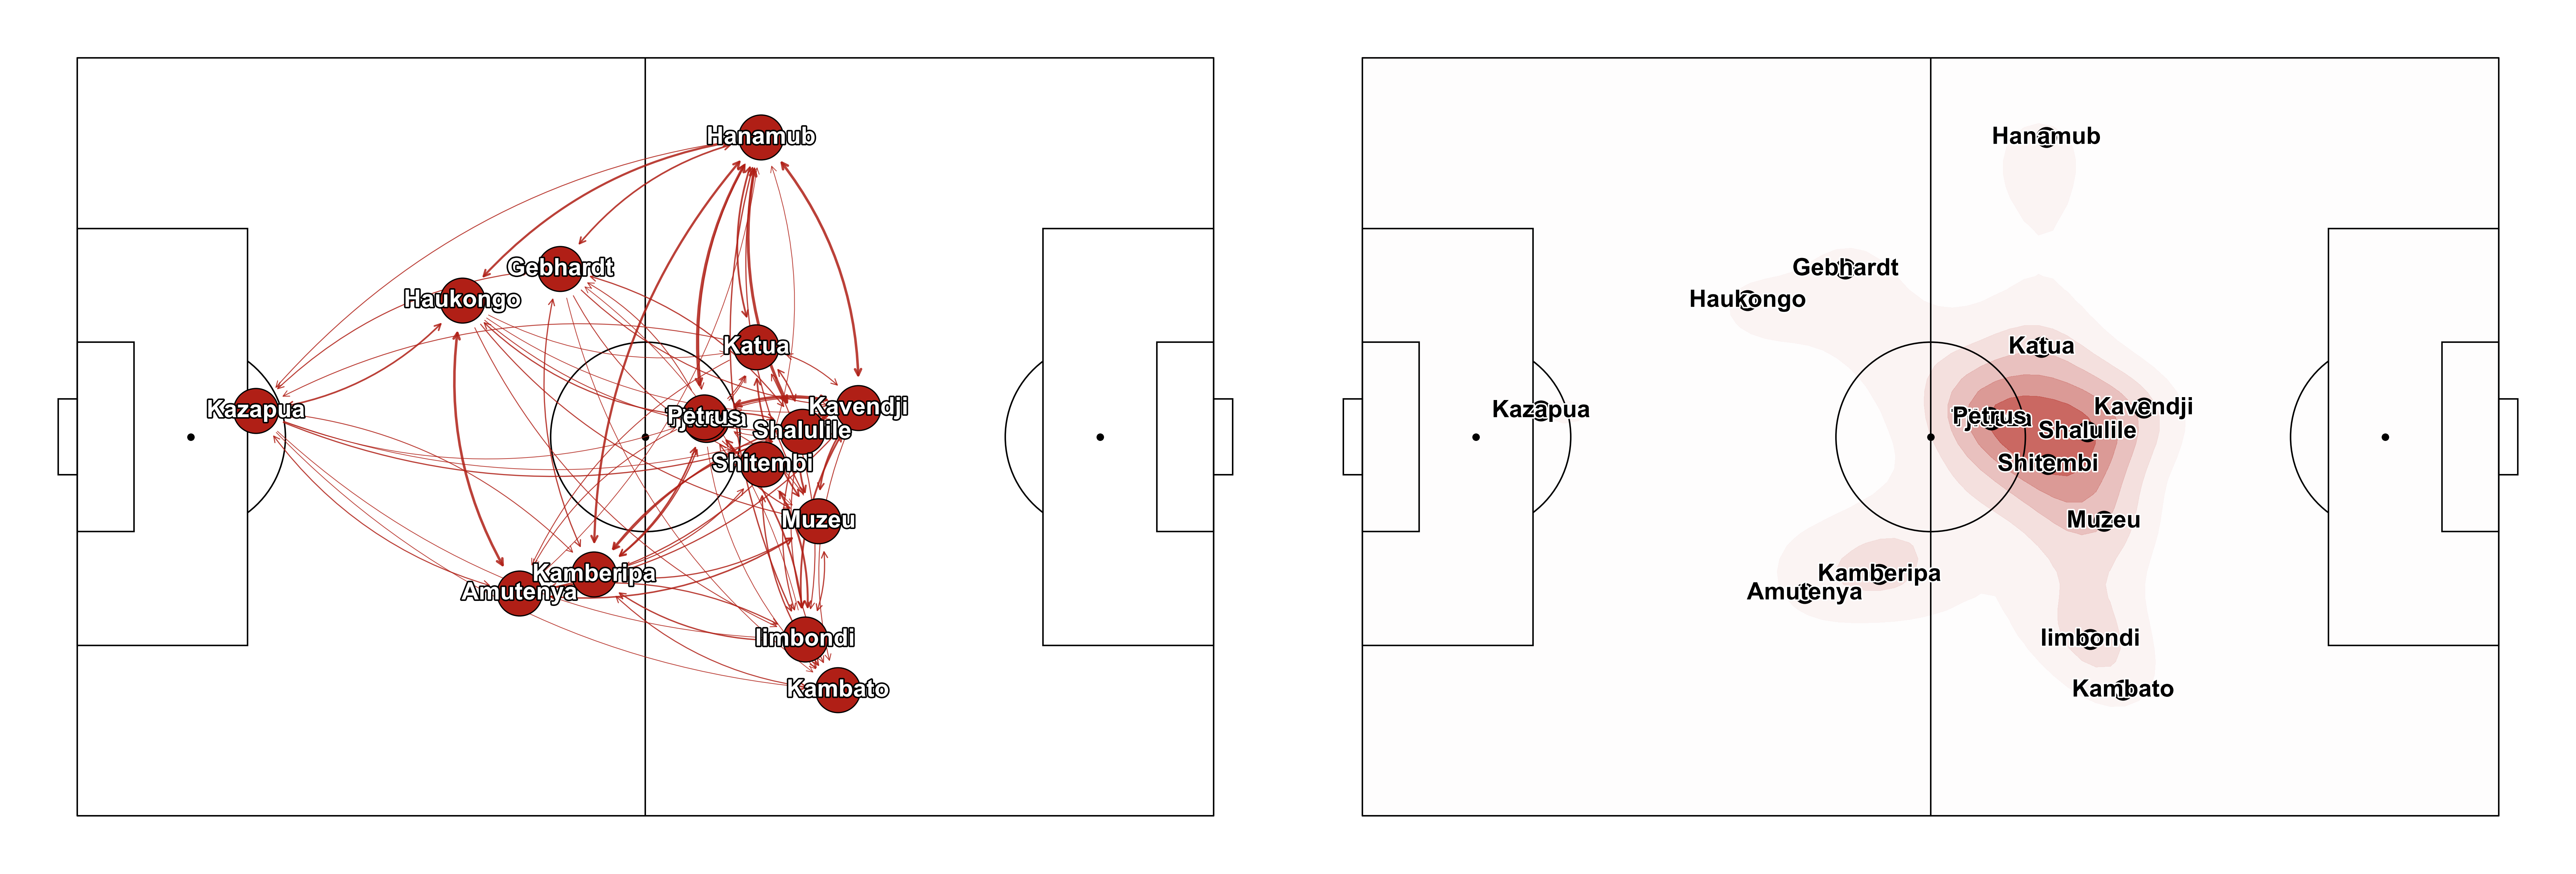 Hanamub
Gebhardt
Haukongo
Katua
Kazapua
Kavendji
Petrus
Shalulile
Shitembi
Muzeu
Kamberipa
Amutenya
Iimbondi
Kambato
Hanamub
Gebhardt
Haukongo
Katua
Kazapua
Kavendji
Petrus
Shalulile
Shitembi
Muzeu
Kamberipa
Amutenya
Iimbondi
Kambato